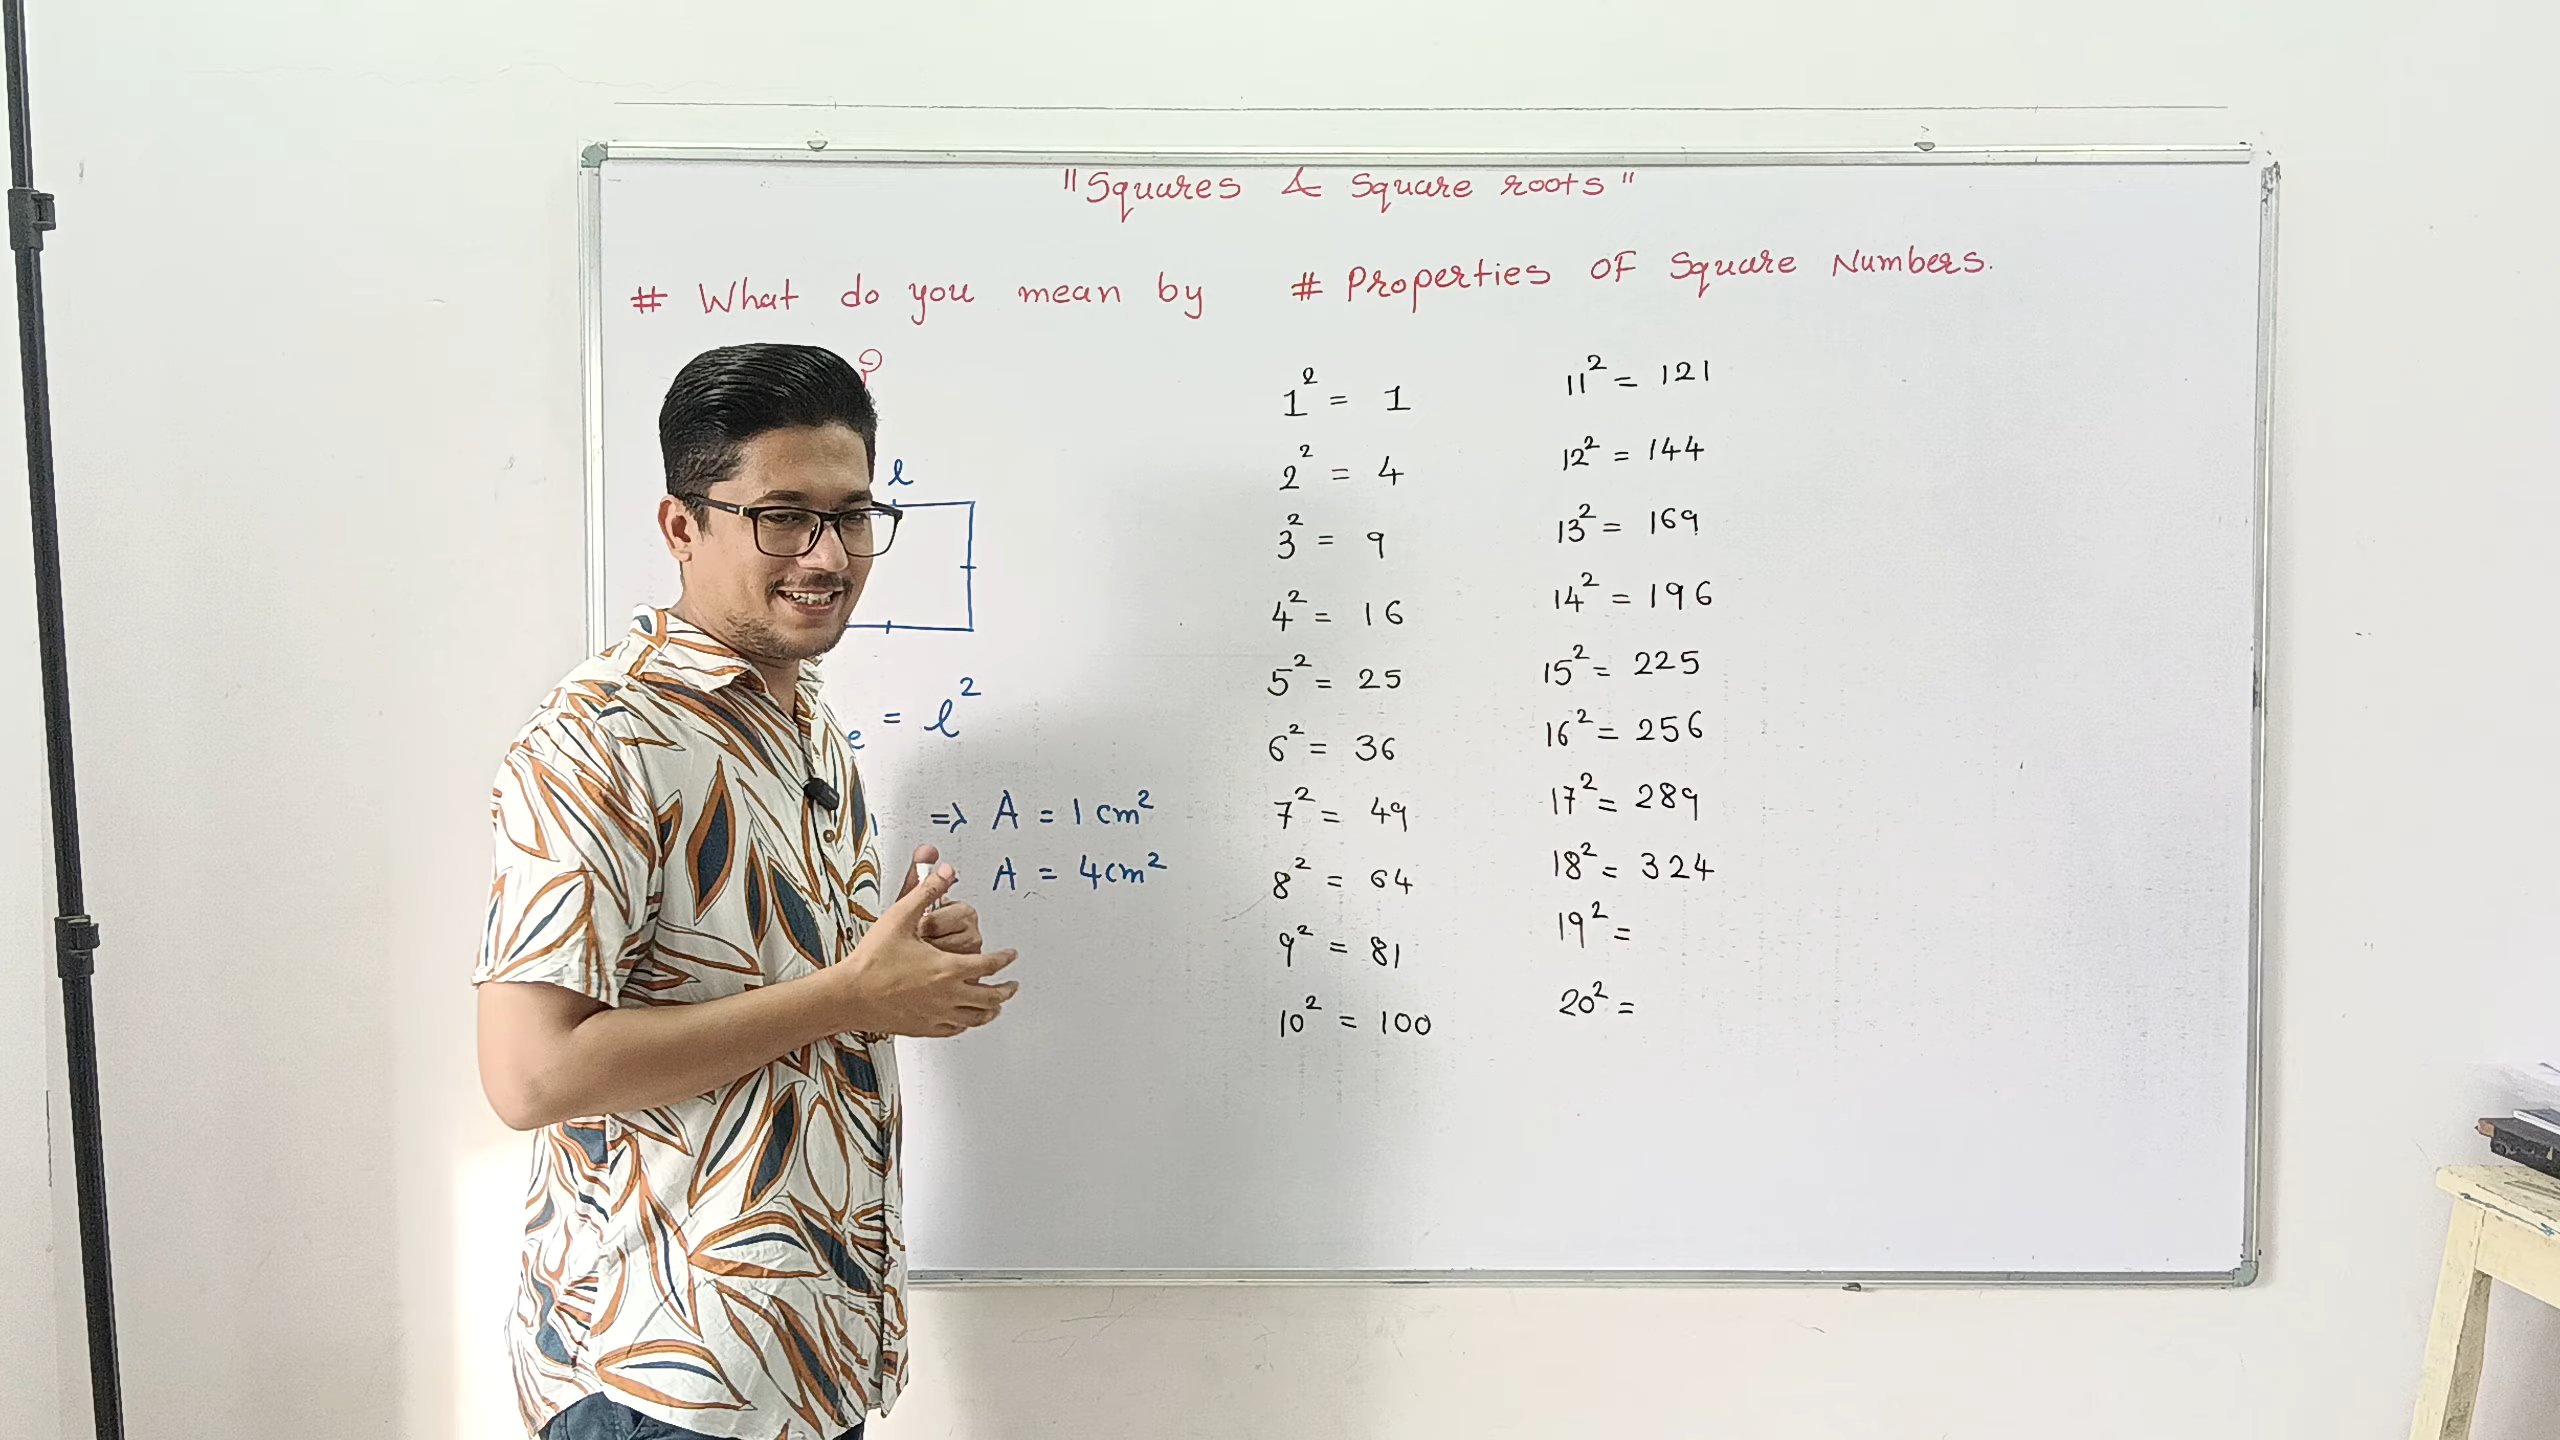 "Squares & Square roots"
# What do you mean by
?
l
= l²
⇒ A = 1 cm²
A = 4cm²
# Properties OF Square Numbers.
1² = 1
2² = 4
3² = 9
4² = 16
5² = 25
6² = 36
7² = 49
8² = 64
9² = 81
10² = 100
11² = 121
12² = 144
13² = 169
14² = 196
15² = 225
16² = 256
17² = 289
18² = 324
19² =
20² =